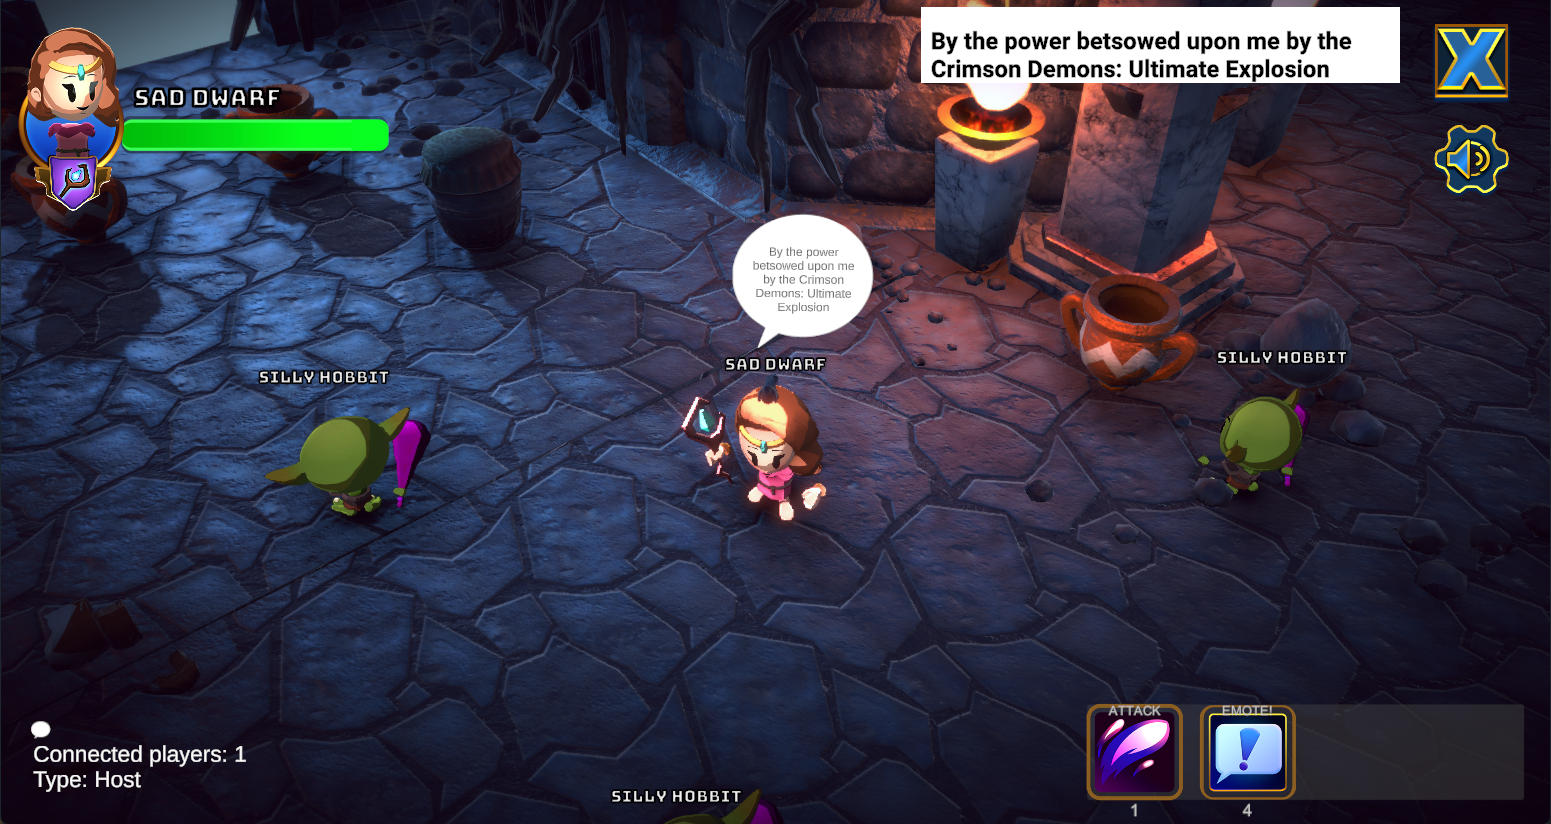 By the power betsowed upon me by the
Crimson Demons: Ultimate Explosion
SAD DWARF
By the power
betsowed upon me
by the Crimson
Demons: Ultimate
Explosion
SAD DWARF
SILLY HOBBIT
SILLY HOBBIT
Connected players: 1
Type: Host
SILLY HOBBIT
ATTACK
EMOTE!
1
4